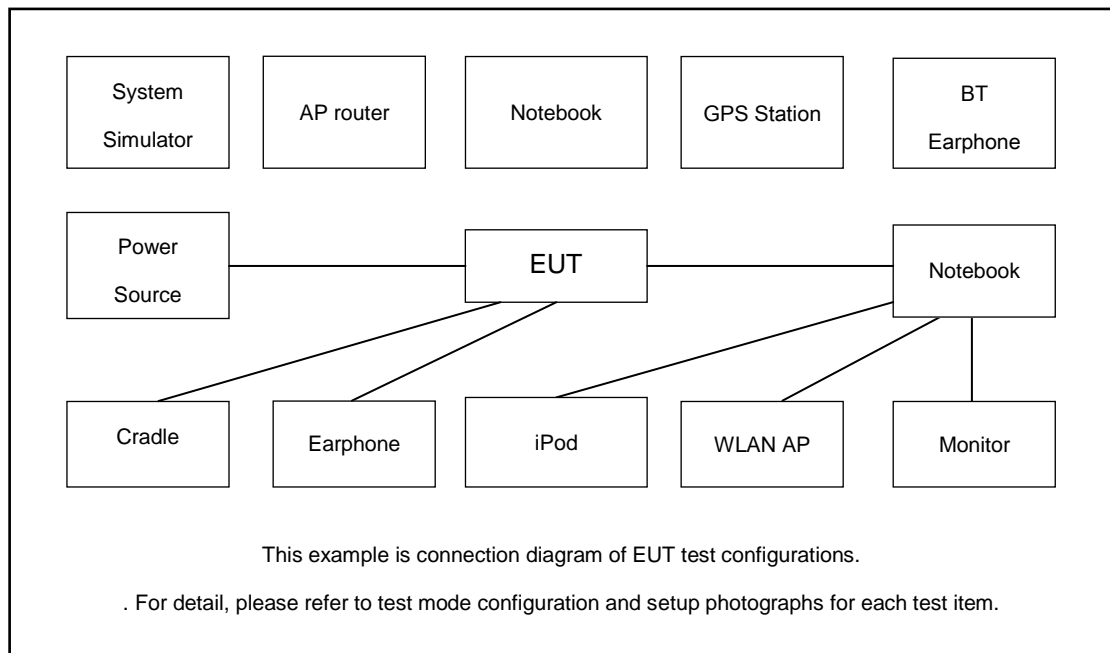 System
Simulator
AP router
Notebook
GPS Station
BT
Earphone
Power
Source
EUT
Notebook
Cradle
Earphone
iPod
WLAN AP
Monitor
This example is connection diagram of EUT test configurations.
. For detail, please refer to test mode configuration and setup photographs for each test item.